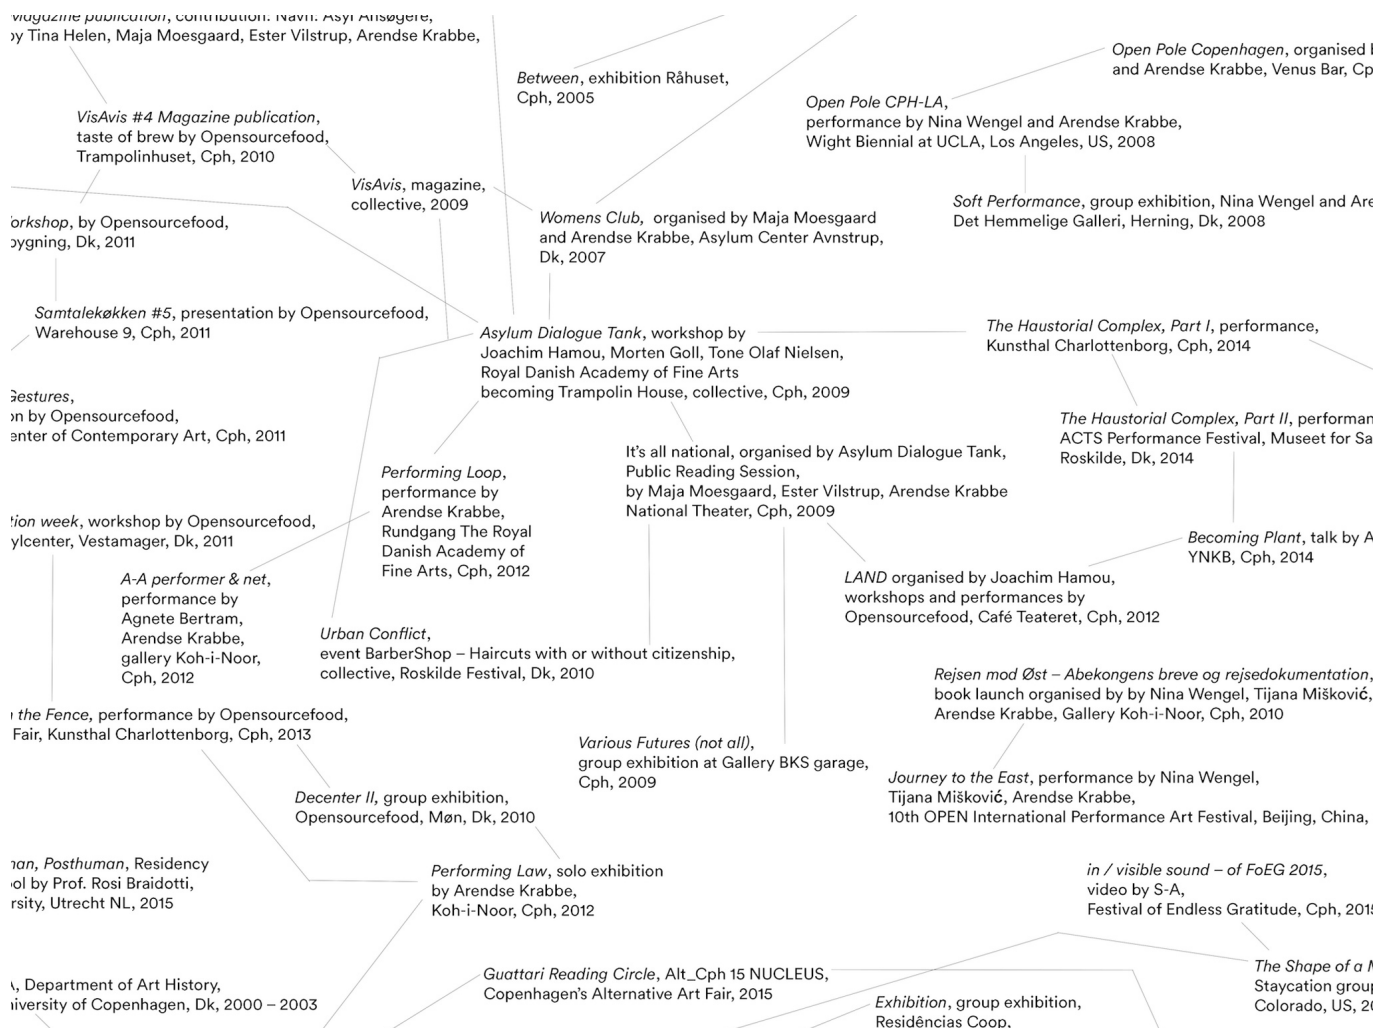 Magazine publication, contribution: Navn: Asyl Ansøgere,
by Tina Helen, Maja Moesgaard, Ester Vilstrup, Arendse Krabbe,
VisAvis #4 Magazine publication,
taste of brew by Opensourcefood,
Trampolinhuset, Cph, 2010
Between, exhibition Råhuset,
Cph, 2005
Open Pole Copenhagen, organised
and Arendse Krabbe, Venus Bar,
Open Pole CPH-LA,
performance by Nina Wengel and Arendse Krabbe,
Wight Biennial at UCLA, Los Angeles, US, 2008
VisAvis, magazine,
collective, 2009
Womens Club, organised by Maja Moesgaard
and Arendse Krabbe, Asylum Center Avnstrup,
Dk, 2007
Soft Performance, group exhibition, Nina Wengel and
Det Hemmelige Galleri, Herning, Dk, 2008
by Opensourcefood,
Dk, 2011
Samtalekøkken #5, presentation by Opensourcefood,
Warehouse 9, Cph, 2011
Asylum Dialogue Tank, workshop by
Joachim Hamou, Morten Goll, Tone Olaf Nielsen,
Royal Danish Academy of Fine Arts
becoming Trampolin House, collective, Cph, 2009
The Haustorial Complex, Part I, performance,
Kunsthal Charlottenborg, Cph, 2014
Gestures,
by Opensourcefood,
of Contemporary Art, Cph, 2011
The Haustorial Complex, Part II,
ACTS Performance Festival, Museet for
Roskilde, Dk, 2014
Performing Loop,
performance by
Arendse Krabbe,
Rundgang The Royal
Danish Academy of
Fine Arts, Cph, 2012
It’s all national, organised by Asylum Dialogue Tank,
Public Reading Session,
by Maja Moesgaard, Ester Vilstrup, Arendse Krabbe
National Theater, Cph, 2009
week, workshop by Opensourcefood,
Vestamager, Dk, 2011
Becoming Plant, talk by
YNKB, Cph, 2014
A-A performer & net,
performance by
Agnete Bertram,
Arendse Krabbe,
gallery Koh-i-Noor,
Cph, 2012
LAND organised by Joachim Hamou,
workshops and performances by
Opensourcefood, Café Teateret, Cph, 2012
Urban Conflict,
event BarberShop – Haircuts with or without citizenship,
collective, Roskilde Festival, Dk, 2010
Rejsen mod Øst – Abekongens breve og rejsedokumentation,
book launch organised by by Nina Wengel, Tijana Mišković,
Arendse Krabbe, Gallery Koh-i-Noor, Cph, 2010
the Fence, performance by Opensourcefood,
Fair, Kunsthal Charlottenborg, Cph, 2013
Various Futures (not all),
group exhibition at Gallery BKS garage,
Cph, 2009
Journey to the East, performance by Nina Wengel,
Tijana Mišković, Arendse Krabbe,
10th OPEN International Performance Art Festival, Beijing, China,
Decenter II, group exhibition,
Opensourcefood, Møn, Dk, 2010
Posthuman, Residency
by Prof. Rosi Braidotti,
Utrecht NL, 2015
Performing Law, solo exhibition
by Arendse Krabbe,
Koh-i-Noor, Cph, 2012
in / visible sound – of FoEG 2015,
video by S-A,
Festival of Endless Gratitude, Cph, 2015
Department of Art History,
of Copenhagen, Dk, 2000 – 2003
Guattari Reading Circle, Alt_Cph 15 NUCLEUS,
Copenhagen’s Alternative Art Fair, 2015
The Shape of a
Staycation
Colorado, US,
Exhibition, group exhibition,
Residências Coop,